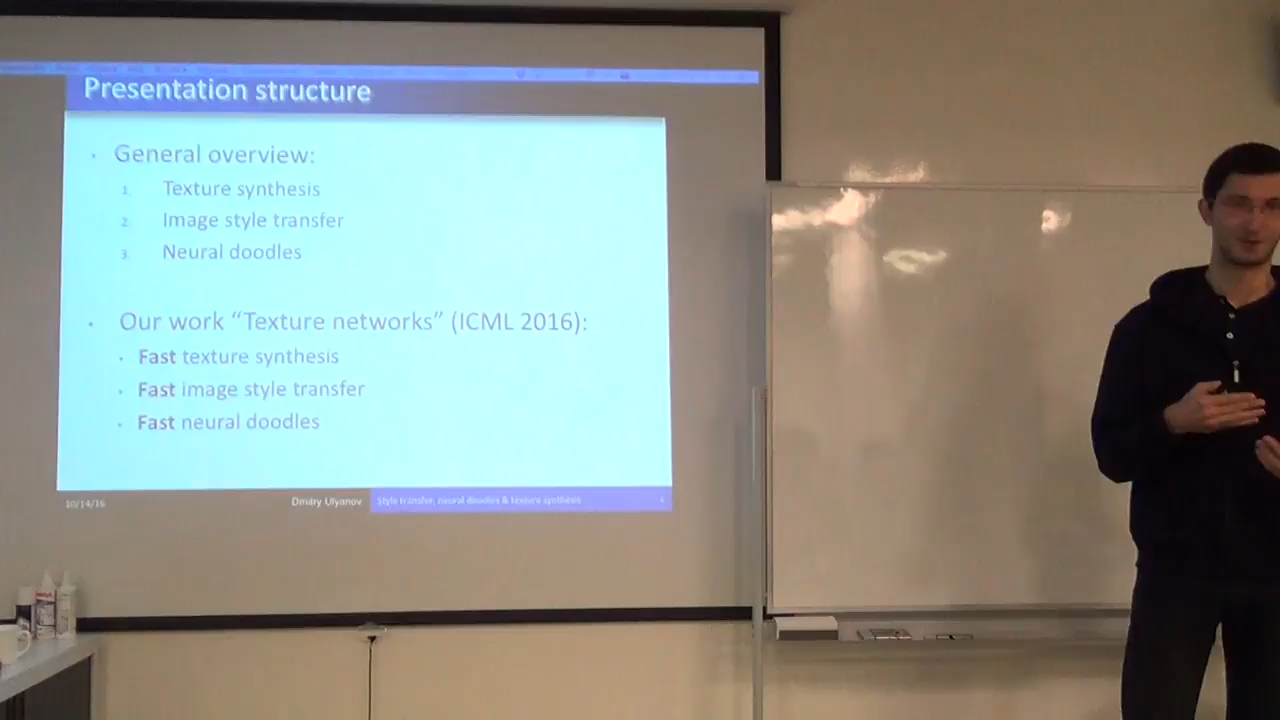 Presentation structure
General overview:
1. Texture synthesis
2. Image style transfer
3. Neural doodles
Our work “Texture networks” (ICML 2016):
Fast texture synthesis
Fast image style transfer
Fast neural doodles
10/14/16
Dmitry Ulyanov
Style transfer, neural doodles & texture synthesis